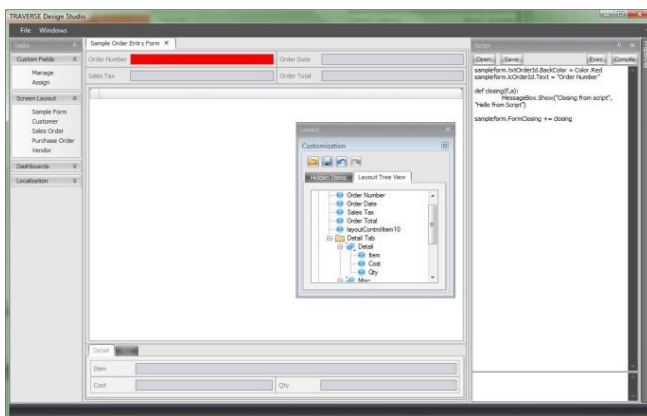 TRAVERSE Design Studio
File Windows
Tasks
Custom Fields
Manage
Assign
Screen Layout
Sample Form
Customer
Sales Order
Purchase Order
Vendor
Dashboards
Localization
Sample Order Entry Form
Order Number
Order Date
Sales Tax
Order Total
Layout
Customization
Hidden Items Layout Tree View
Order Number
Order Date
Sales Tax
Order Total
layoutControlItem10
Detail Tab
Detail
Item
Cost
Qty
Misc
Detail
Item
Cost
Qty
Script
Open Save Exec Compile
sampleform.txtOrderId.BackColor = Color.Red
sampleform.lcOrderId.Text = "Order Number"
def closing(f,a):
MessageBox.Show("Closing from script",
"Hello from Script")
sampleform.FormClosing += closing